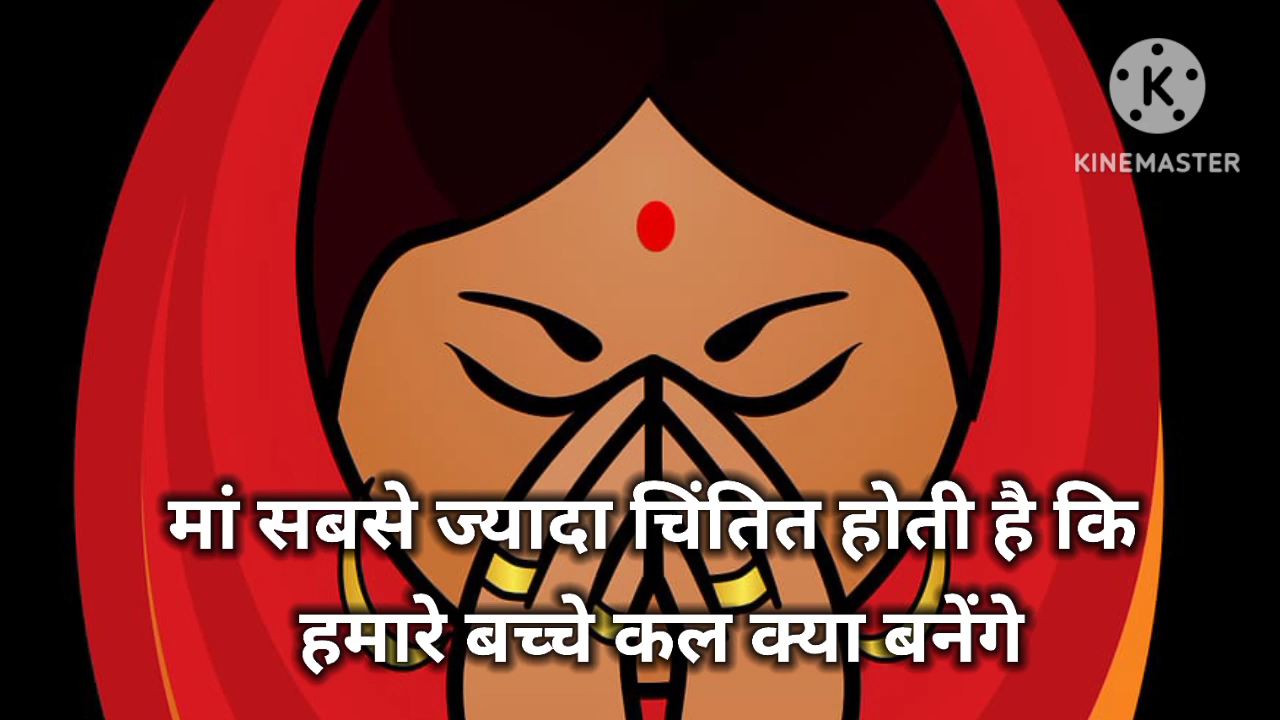 K
KINEMASTER
मां सबसे ज्यादा चिंतित होती है कि
हमारे बच्चे कल क्या बनेंगे